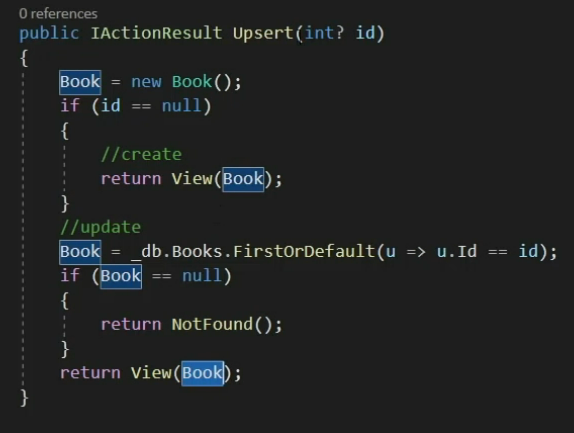 0 references
public IActionResult Upsert(int? id)
{
Book = new Book();
if (id == null)
{
//create
return View(Book);
}
//update
Book = _db.Books.FirstOrDefault(u => u.Id == id);
if (Book == null)
{
return NotFound();
}
return View(Book);
}